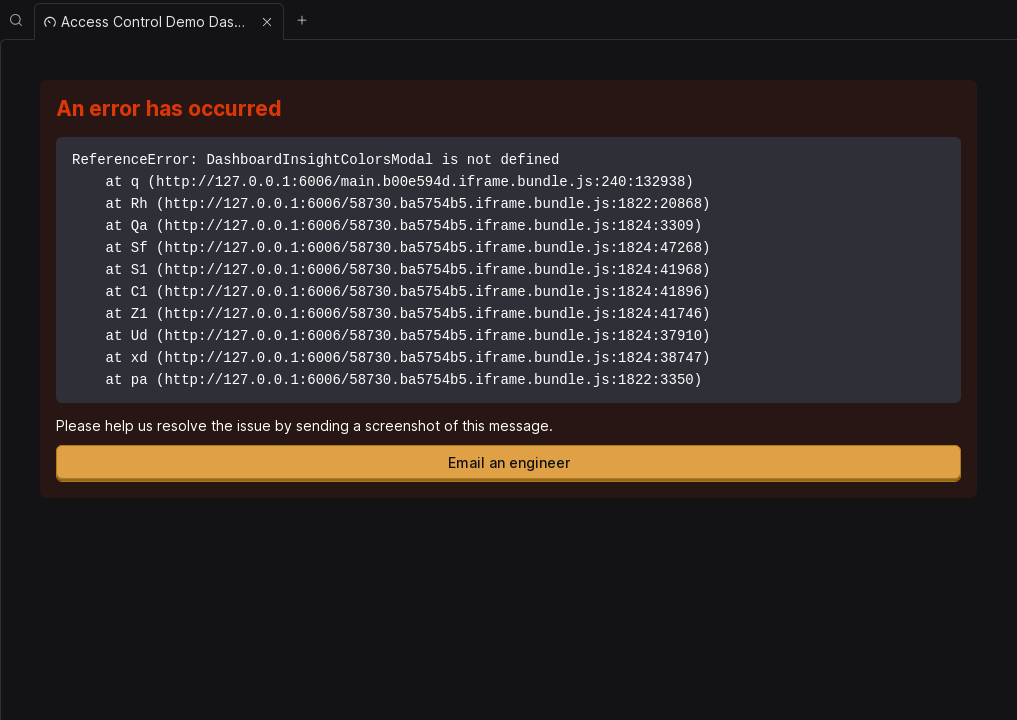 Access Control Demo Das...
An error has occurred
ReferenceError: DashboardInsightColorsModal is not defined
at q (http://127.0.0.1:6006/main.b00e594d.iframe.bundle.js:240:132938)
at Rh (http://127.0.0.1:6006/58730.ba5754b5.iframe.bundle.js:1822:20868)
at Qa (http://127.0.0.1:6006/58730.ba5754b5.iframe.bundle.js:1824:3309)
at Sf (http://127.0.0.1:6006/58730.ba5754b5.iframe.bundle.js:1824:47268)
at S1 (http://127.0.0.1:6006/58730.ba5754b5.iframe.bundle.js:1824:41968)
at C1 (http://127.0.0.1:6006/58730.ba5754b5.iframe.bundle.js:1824:41896)
at Z1 (http://127.0.0.1:6006/58730.ba5754b5.iframe.bundle.js:1824:41746)
at Ud (http://127.0.0.1:6006/58730.ba5754b5.iframe.bundle.js:1824:37910)
at xd (http://127.0.0.1:6006/58730.ba5754b5.iframe.bundle.js:1824:38747)
at pa (http://127.0.0.1:6006/58730.ba5754b5.iframe.bundle.js:1822:3350)
Please help us resolve the issue by sending a screenshot of this message.
Email an engineer